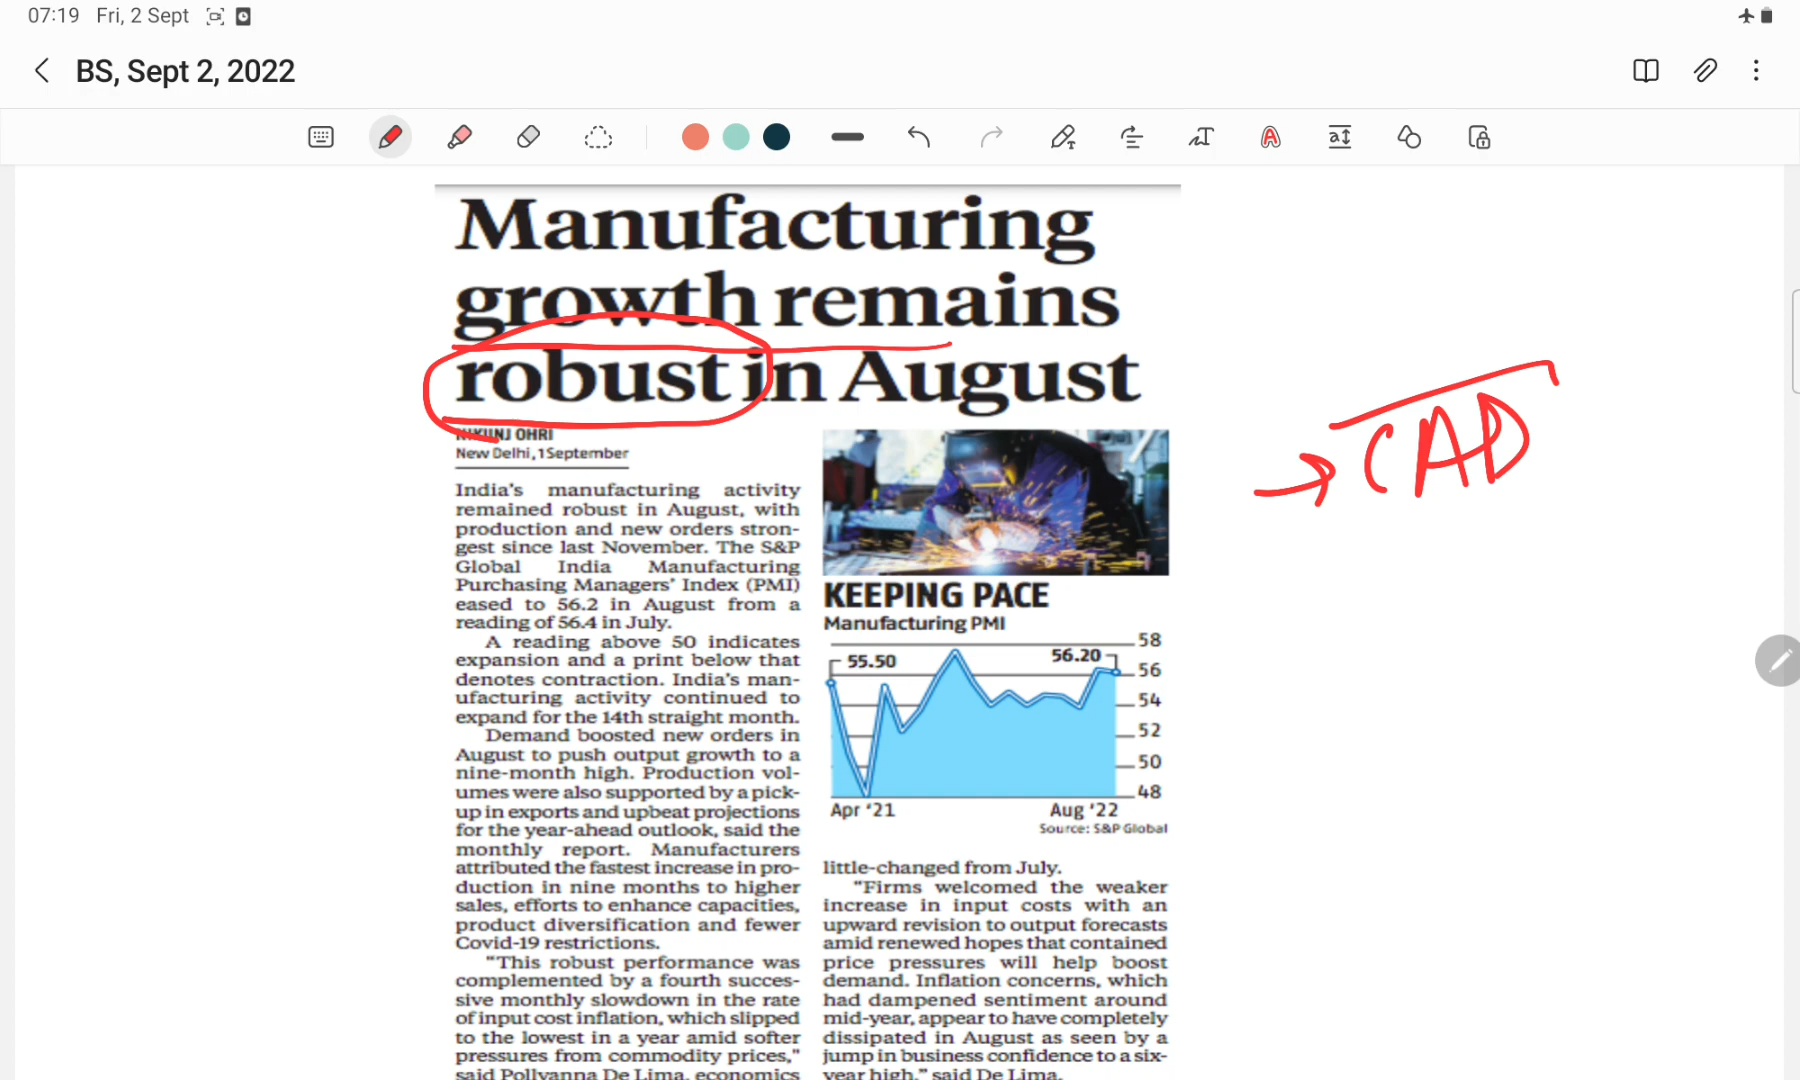 07:19 Fri, 2 Sept
BS, Sept 2, 2022
Manufacturing
growth remains
robust in August
NIKUNJ OHRI
New Delhi, 1 September
India's manufacturing activity
remained robust in August, with
production and new orders stron-
gest since last November. The S&P
Global India Manufacturing
Purchasing Managers' Index (PMI)
eased to 56.2 in August from a
reading of 56.4 in July.
A reading above 50 indicates
expansion and a print below that
denotes contraction. India's man-
ufacturing activity continued to
expand for the 14th straight month.
Demand boosted new orders in
August to push output growth to a
nine-month high. Production vol-
umes were also supported by a pick-
up in exports and upbeat projections
for the year-ahead outlook, said the
monthly report. Manufacturers
attributed the fastest increase in pro-
duction in nine months to higher
sales, efforts to enhance capacities,
product diversification and fewer
Covid-19 restrictions.
"This robust performance was
complemented by a fourth succes-
sive monthly slowdown in the rate
of input cost inflation, which slipped
to the lowest in a year amid softer
pressures from commodity prices,"
said Pollyanna De Lima, economics
KEEPING PACE
Manufacturing PMI
58
55.50
56.20
56
54
52
50
48
Apr '21
Aug '22
Source: S&P Global
little-changed from July.
"Firms welcomed the weaker
increase in input costs with an
upward revision to output forecasts
amid renewed hopes that contained
price pressures will help boost
demand. Inflation concerns, which
had dampened sentiment around
mid-year, appear to have completely
dissipated in August as seen by a
jump in business confidence to a six-
year high," said De Lima.
→ CAD